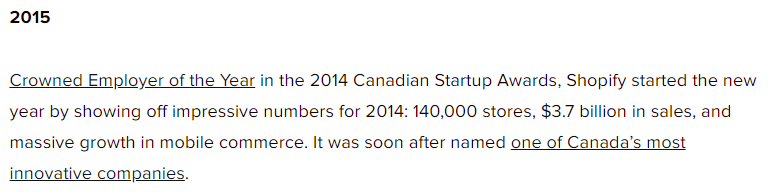 2015
Crowned Employer of the Year in the 2014 Canadian Startup Awards, Shopify started the new
year by showing off impressive numbers for 2014: 140,000 stores, $3.7 billion in sales, and
massive growth in mobile commerce. It was soon after named one of Canada’s most
innovative companies.